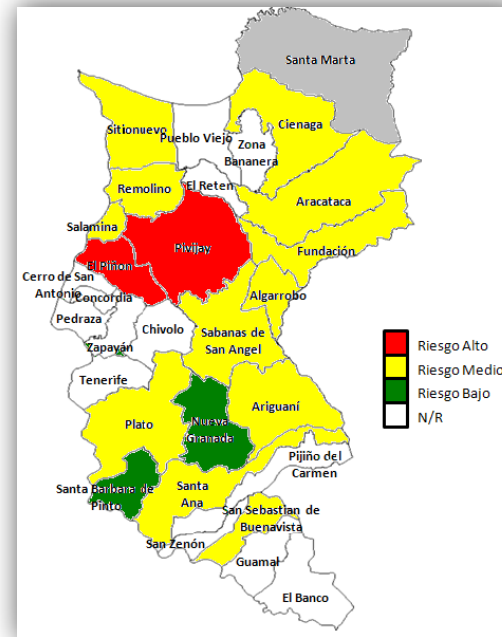 Santa Marta
Sitionuevo
Pueblo Viejo
Cienaga
Zona
Bananera
Remolino
El Reten
Aracataca
Salamina
Pivijay
Fundación
El Piñon
Cerro de San
Antonio
Concordia
Algarrobo
Pedraza
Chivolo
Sabanas de
San Angel
Zapayán
Tenerife
Plato
Nueva
Granada
Ariguaní
Pijiño del
Carmen
Santa Barbara de
Pinto
Santa
Ana
San Sebastian de
Buenavista
San Zenón
Guamal
El Banco
Riesgo Alto
Riesgo Medio
Riesgo Bajo
N/R